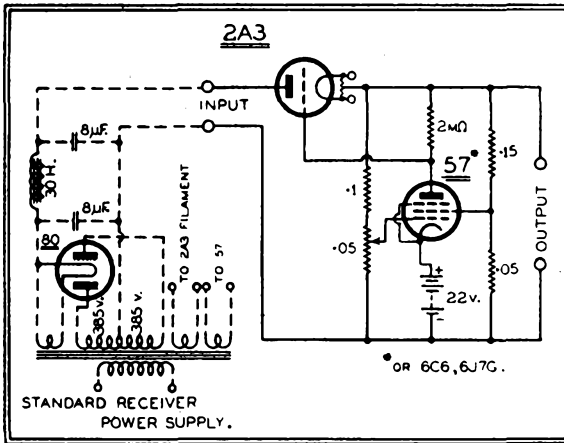 2A3
INPUT
8µF.
30 H.
8µF.
80
385 v.
385 v.
TO 2A3 FILAMENT
TO 57
2MΩ
57*
.1
.15
.05
.05
+
22v.
-
OUTPUT
* OR 6C6, 6J7G.
STANDARD RECEIVER
POWER SUPPLY.